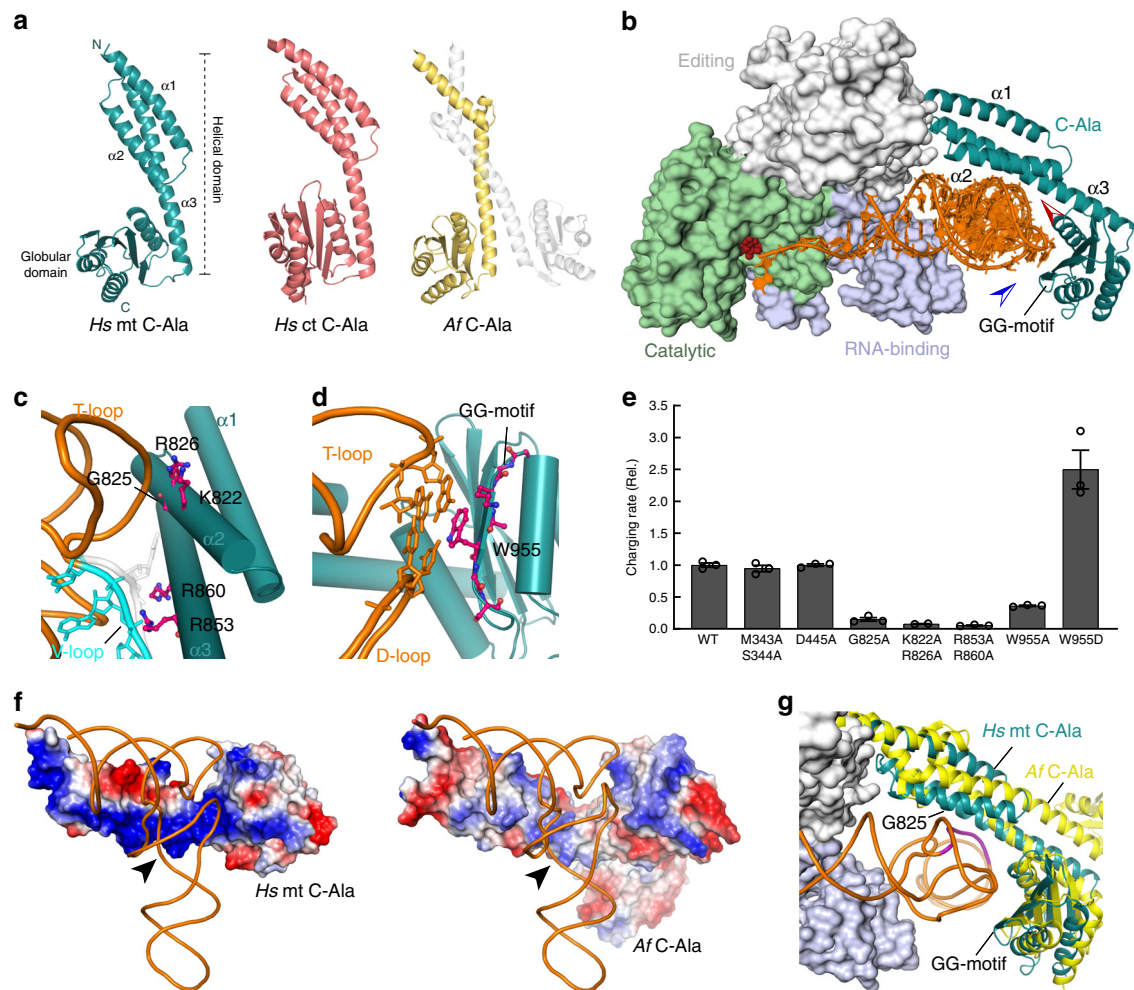 a
N
α1
α2
α3
Helical domain
Globular
domain
C
Hs mt C-Ala
Hs ct C-Ala
Af C-Ala
b
Editing
α1
C-Ala
α2
α3
GG-motif
Catalytic
RNA-binding
c
T-loop
α1
R826
G825
K822
α2
R860
R853
V-loop
α3
d
GG-motif
T-loop
W955
D-loop
e
Charging rate (Rel.)
3.5
3.0
2.5
2.0
1.5
1.0
0.5
0.0
WT
M343A
S344A
D445A
G825A
K822A
R826A
R853A
R860A
W955A
W955D
f
Hs mt C-Ala
Af C-Ala
g
Hs mt C-Ala
Af C-Ala
G825
GG-motif